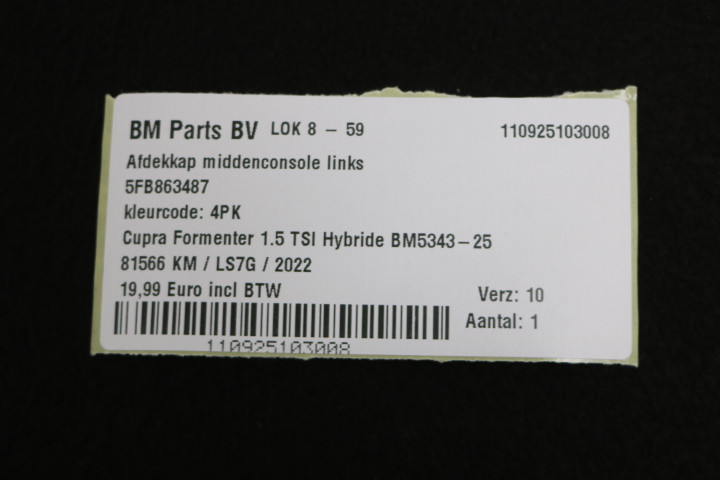 BM Parts BV LOK 8 – 59 110925103008
Afdekkap middenconsole links
5FB863487
kleurcode: 4PK
Cupra Formenter 1.5 TSI Hybride BM5343–25
81566 KM / LS7G / 2022
19,99 Euro incl BTW Verz: 10
Aantal: 1
110925103008